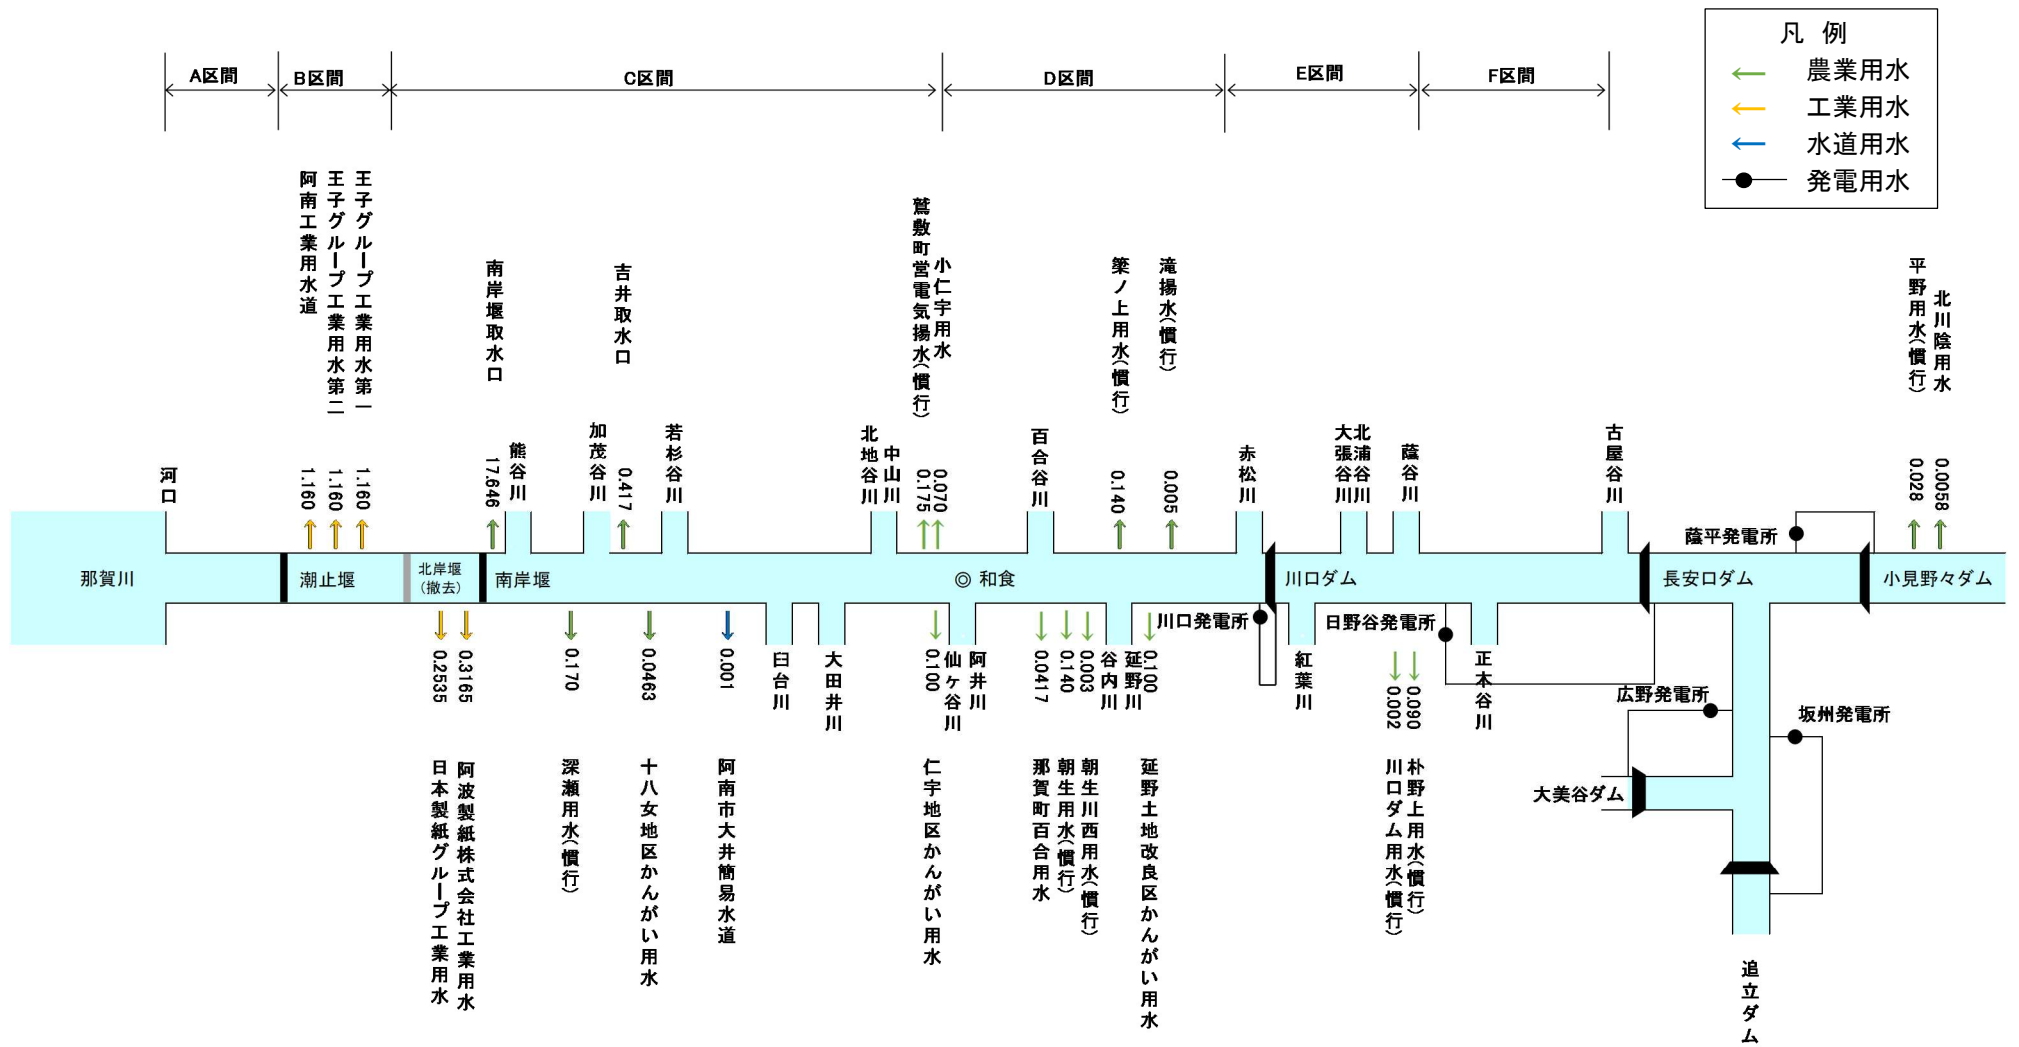 凡 例
農業用水
工業用水
水道用水
発電用水
A区間
B区間
C区間
D区間
E区間
F区間
阿南工業用水道
王子グループ工業用水第二
王子グループ工業用水第一
南岸堰取水口
吉井取水口
鷲敷町営電気揚水(慣行)
小仁宇用水
簗ノ上用水(慣行)
滝揚水(慣行)
平野用水(慣行)
北川陰用水
河口
1.160
1.160
1.160
17.646
熊谷川
加茂谷川
0.417
若杉谷川
北地谷川
中山川
0.175
0.070
百合谷川
0.140
0.005
赤松川
大張谷川
北浦谷川
蔭谷川
古屋谷川
0.028
0.0058
蔭平発電所
那賀川
潮止堰
北岸堰
(撤去)
南岸堰
◎ 和食
川口ダム
長安口ダム
小見野々ダム
川口発電所
日野谷発電所
0.2535
0.3165
0.170
0.0463
0.001
臼台川
大田井川
0.100
仙ヶ谷川
阿井川
0.0417
0.140
0.003
谷内川
延野川
0.100
紅葉川
0.002
0.090
正木谷川
広野発電所
坂州発電所
大美谷ダム
追立ダム
日本製紙グループ工業用水
阿波製紙株式会社工業用水
深瀬用水(慣行)
十八女地区かんがい用水
阿南市大井簡易水道
仁宇地区かんがい用水
那賀町百合用水
朝生用水(慣行)
朝生川西用水(慣行)
延野土地改良区かんがい用水
川口ダム用水(慣行)
朴野上用水(慣行)